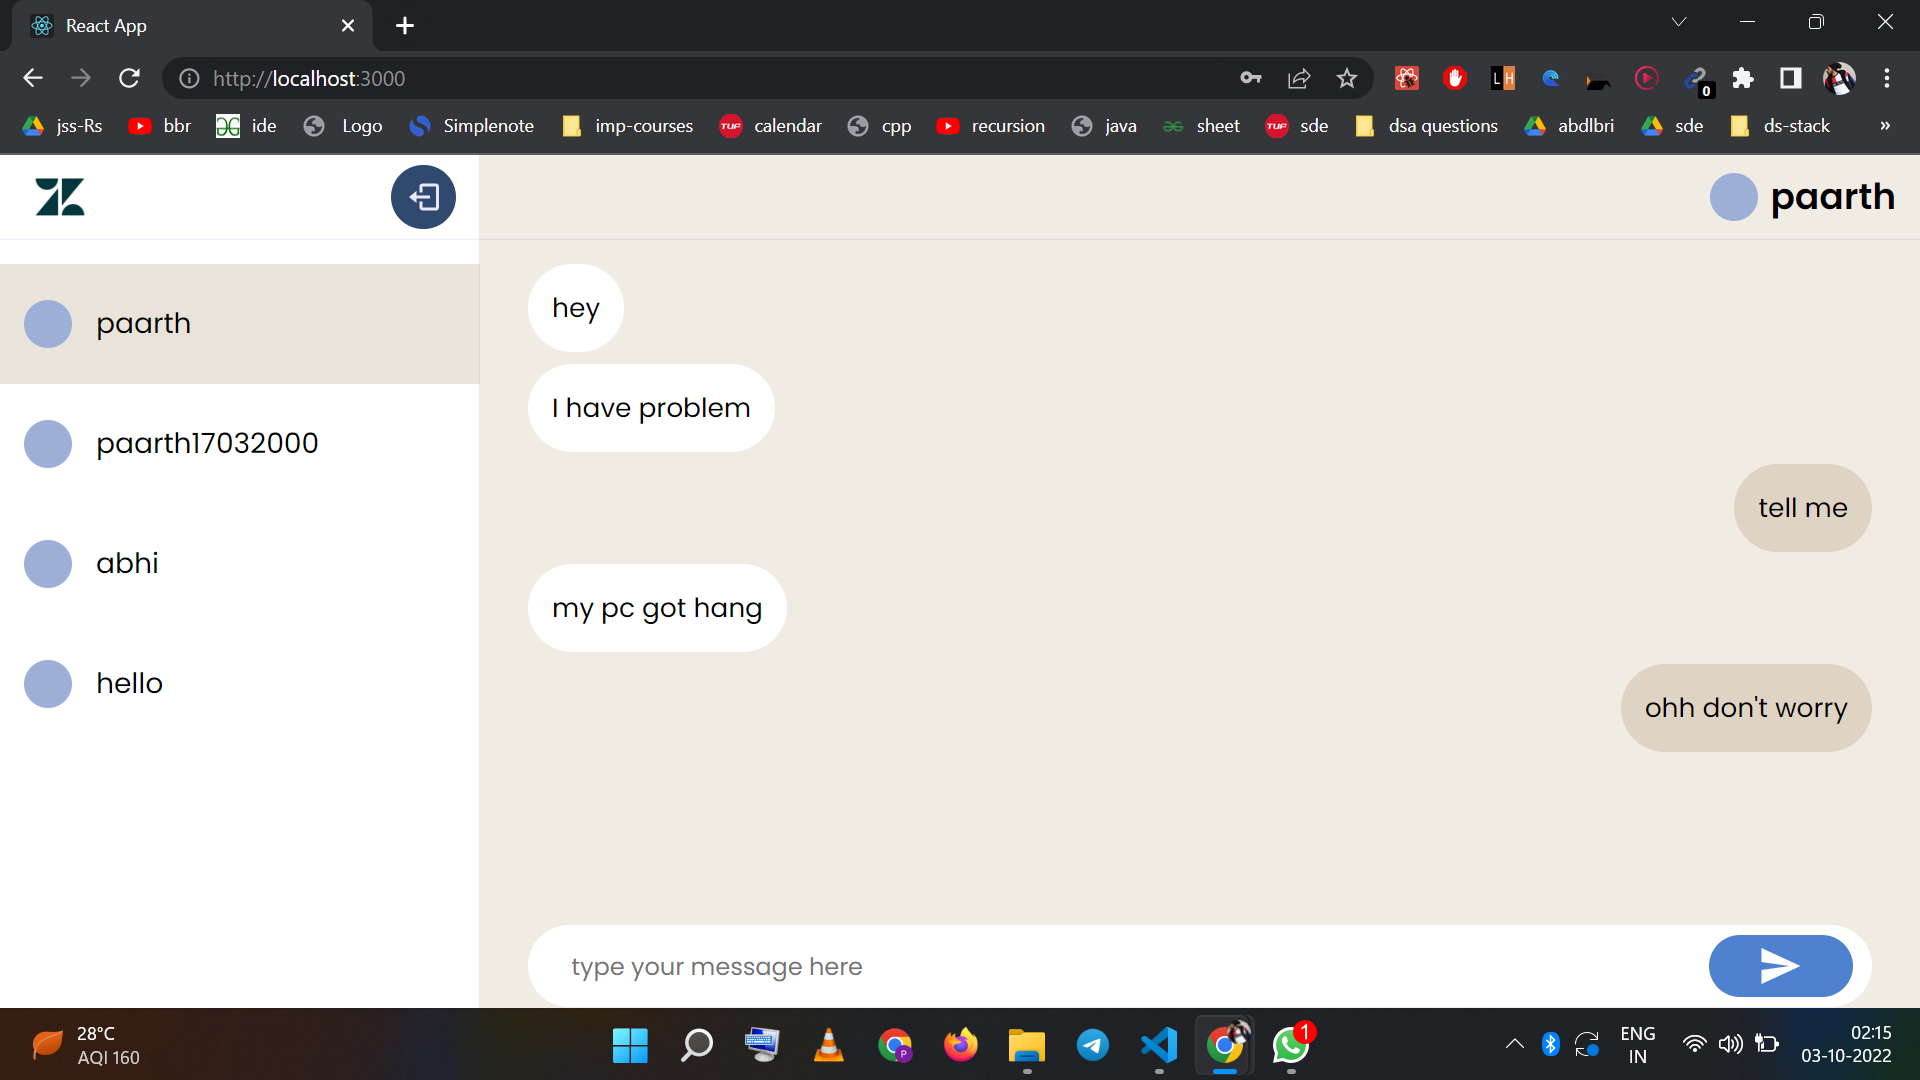 React App
http://localhost:3000
0
jss-Rs bbr ide Logo Simplenote imp-courses calendar cpp recursion java sheet sde dsa questions abdlbri sde ds-stack »
paarth
paarth
paarth17032000
abhi
hello
hey
I have problem
tell me
my pc got hang
ohh don't worry
type your message here
28°C
AQI 160
1
ENG
IN
02:15
03-10-2022